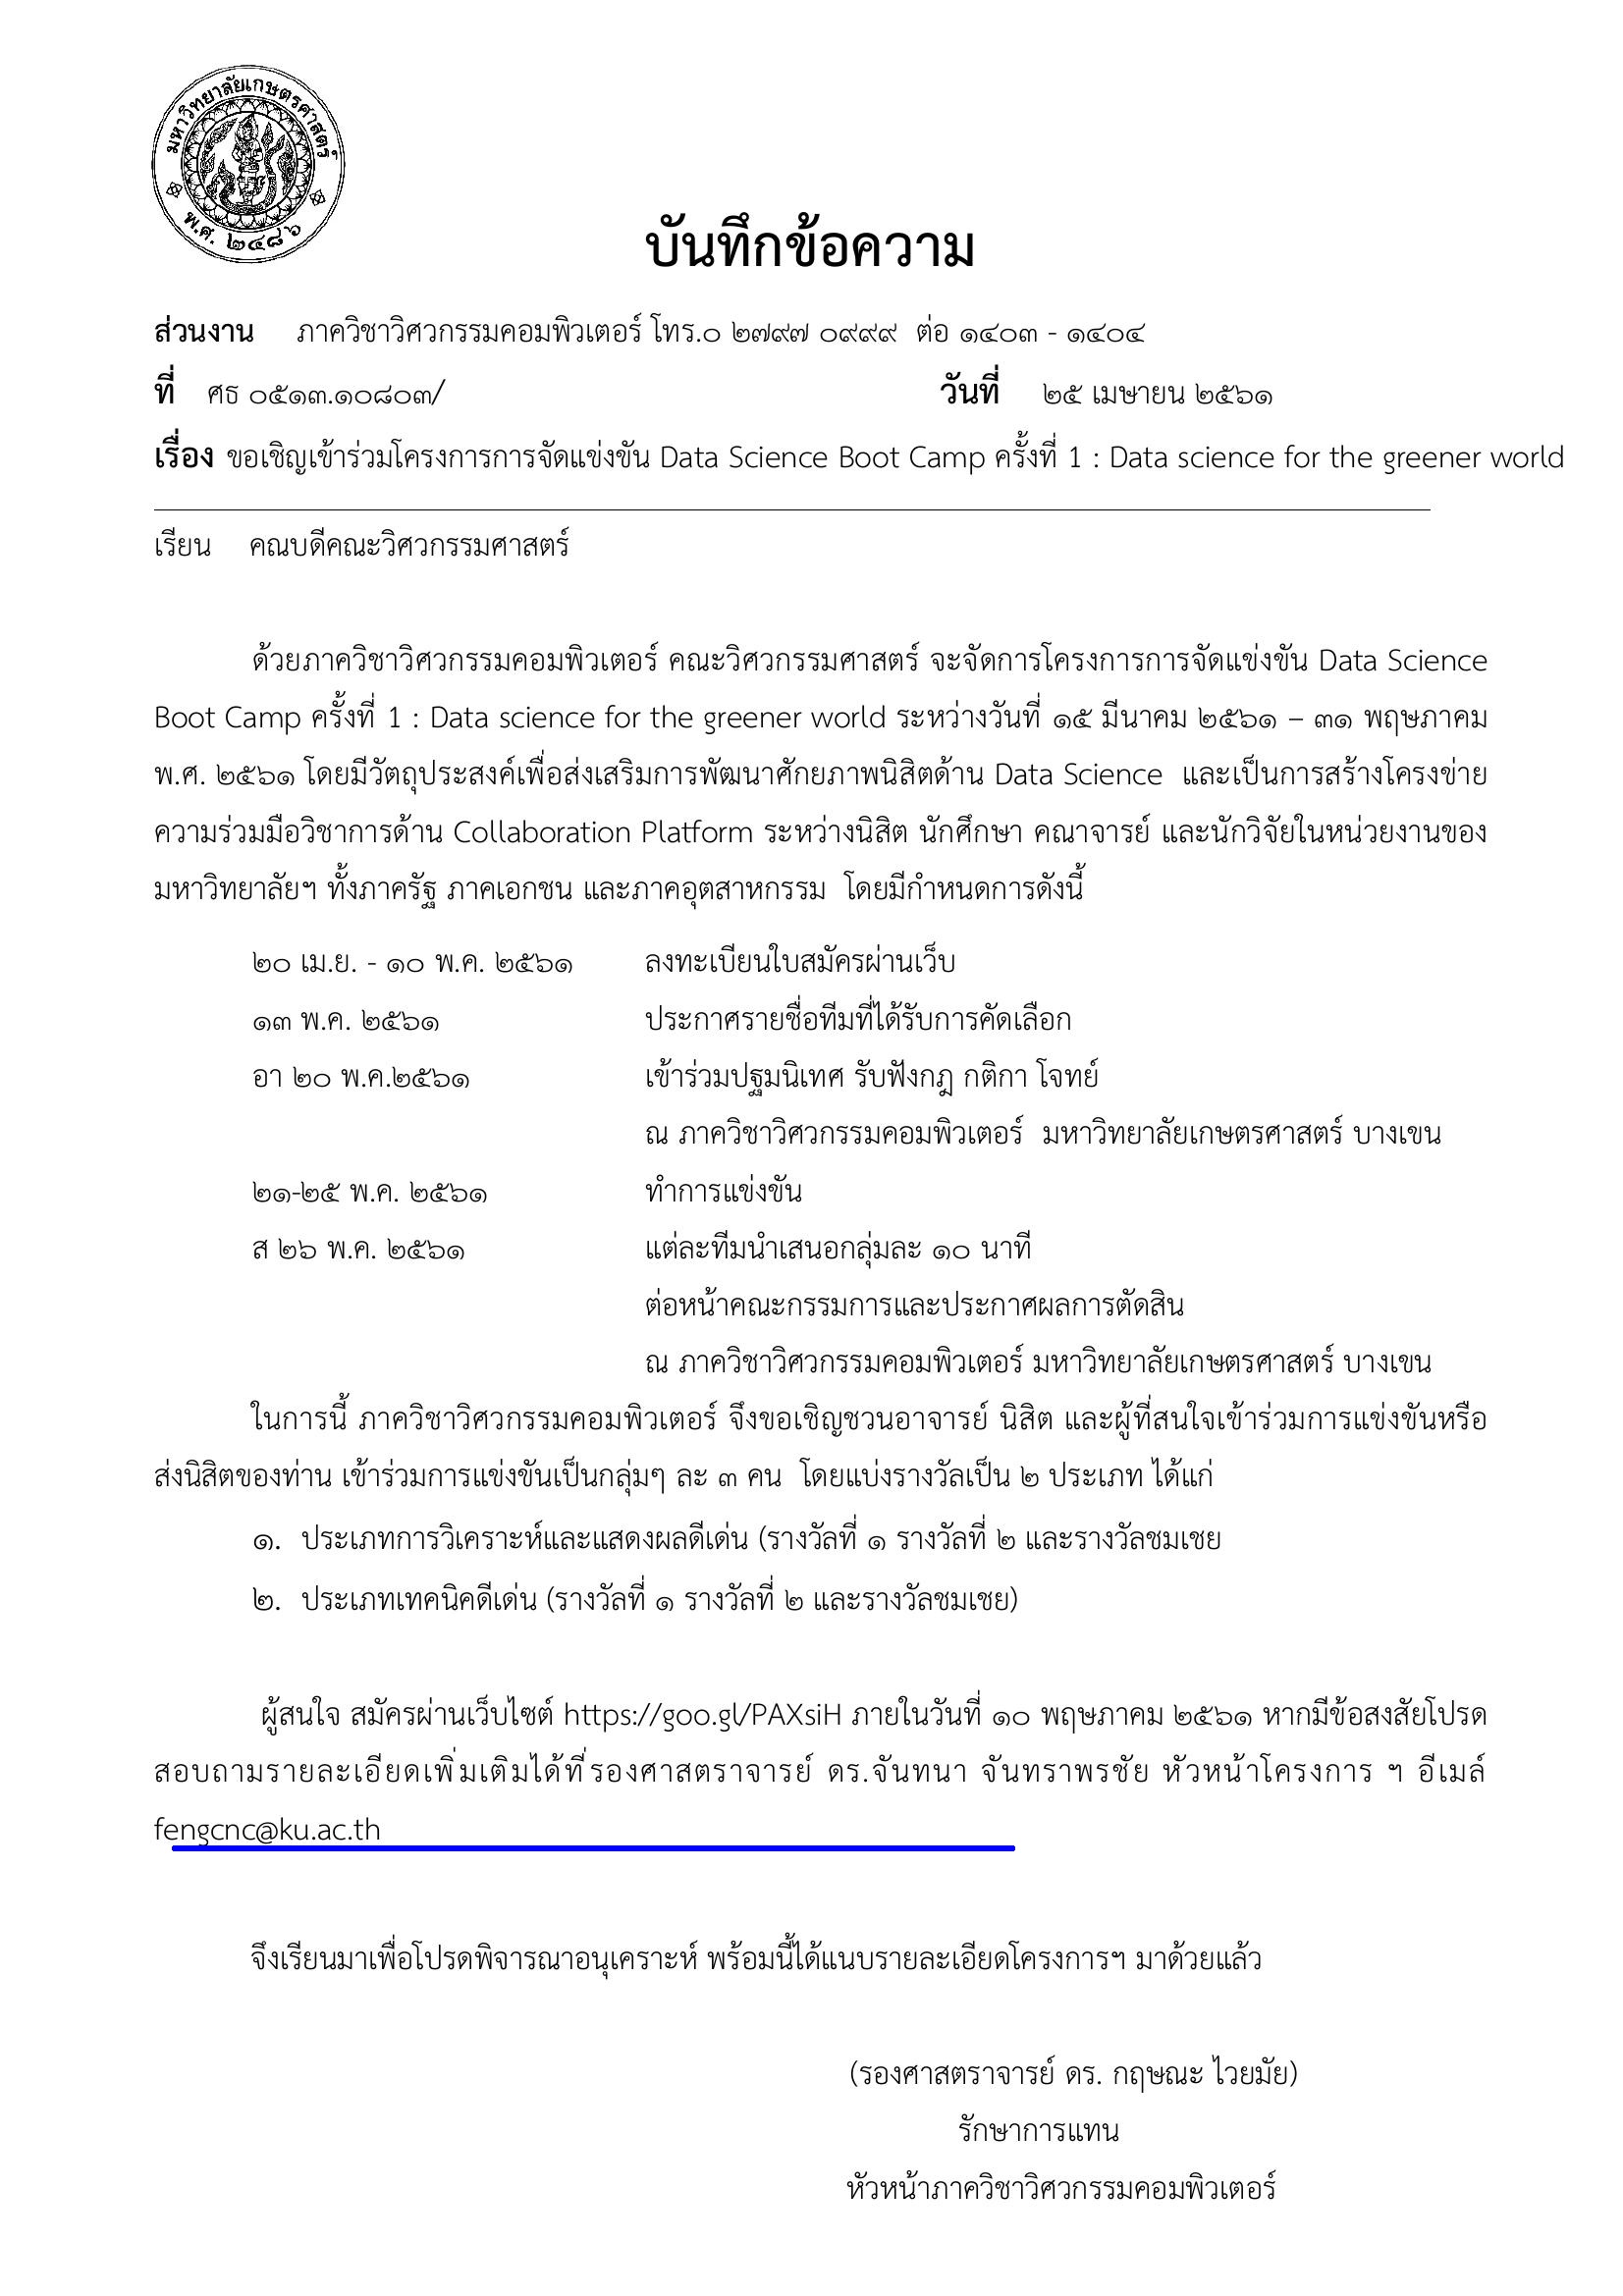 มหาวิทยาลัยเกษตรศาสตร์
พ.ศ. ๒๔๘๖
บันทึกข้อความ
ส่วนงาน ภาควิชาวิศวกรรมคอมพิวเตอร์ โทร.๐ ๒๗๙๗ ๐๙๙๙ ต่อ ๑๔๐๓ - ๑๔๐๔
ที่ ศธ ๐๕๑๓.๑๐๘๐๓/ วันที่ ๒๕ เมษายน ๒๕๖๑
เรื่อง ขอเชิญเข้าร่วมโครงการการจัดแข่งขัน Data Science Boot Camp ครั้งที่ 1 : Data science for the greener world
เรียน คณบดีคณะวิศวกรรมศาสตร์
ด้วยภาควิชาวิศวกรรมคอมพิวเตอร์ คณะวิศวกรรมศาสตร์ จะจัดการโครงการการจัดแข่งขัน Data Science
Boot Camp ครั้งที่ 1 : Data science for the greener world ระหว่างวันที่ ๑๕ มีนาคม ๒๕๖๑ – ๓๑ พฤษภาคม
พ.ศ. ๒๕๖๑ โดยมีวัตถุประสงค์เพื่อส่งเสริมการพัฒนาศักยภาพนิสิตด้าน Data Science และเป็นการสร้างโครงข่าย
ความร่วมมือวิชาการด้าน Collaboration Platform ระหว่างนิสิต นักศึกษา คณาจารย์ และนักวิจัยในหน่วยงานของ
มหาวิทยาลัยฯ ทั้งภาครัฐ ภาคเอกชน และภาคอุตสาหกรรม โดยมีกำหนดการดังนี้
๒๐ เม.ย. - ๑๐ พ.ค. ๒๕๖๑ ลงทะเบียนใบสมัครผ่านเว็บ
๑๓ พ.ค. ๒๕๖๑ ประกาศรายชื่อทีมที่ได้รับการคัดเลือก
อา ๒๐ พ.ค.๒๕๖๑ เข้าร่วมปฐมนิเทศ รับฟังกฎ กติกา โจทย์
ณ ภาควิชาวิศวกรรมคอมพิวเตอร์ มหาวิทยาลัยเกษตรศาสตร์ บางเขน
๒๑-๒๕ พ.ค. ๒๕๖๑ ทำการแข่งขัน
ส ๒๖ พ.ค. ๒๕๖๑ แต่ละทีมนำเสนอกลุ่มละ ๑๐ นาที
ต่อหน้าคณะกรรมการและประกาศผลการตัดสิน
ณ ภาควิชาวิศวกรรมคอมพิวเตอร์ มหาวิทยาลัยเกษตรศาสตร์ บางเขน
ในการนี้ ภาควิชาวิศวกรรมคอมพิวเตอร์ จึงขอเชิญชวนอาจารย์ นิสิต และผู้ที่สนใจเข้าร่วมการแข่งขันหรือ
ส่งนิสิตของท่าน เข้าร่วมการแข่งขันเป็นกลุ่มๆ ละ ๓ คน โดยแบ่งรางวัลเป็น ๒ ประเภท ได้แก่
๑. ประเภทการวิเคราะห์และแสดงผลดีเด่น (รางวัลที่ ๑ รางวัลที่ ๒ และรางวัลชมเชย
๒. ประเภทเทคนิคดีเด่น (รางวัลที่ ๑ รางวัลที่ ๒ และรางวัลชมเชย)
ผู้สนใจ สมัครผ่านเว็บไซต์ https://goo.gl/PAXsiH ภายในวันที่ ๑๐ พฤษภาคม ๒๕๖๑ หากมีข้อสงสัยโปรด
สอบถามรายละเอียดเพิ่มเติมได้ที่รองศาสตราจารย์ ดร.จันทนา จันทราพรชัย หัวหน้าโครงการ ฯ อีเมล์
fengcnc@ku.ac.th
จึงเรียนมาเพื่อโปรดพิจารณาอนุเคราะห์ พร้อมนี้ได้แนบรายละเอียดโครงการฯ มาด้วยแล้ว
(รองศาสตราจารย์ ดร. กฤษณะ ไวยมัย)
รักษาการแทน
หัวหน้าภาควิชาวิศวกรรมคอมพิวเตอร์